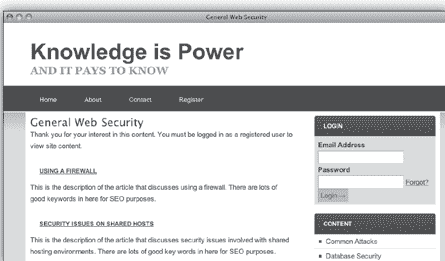 General Web Security
Knowledge is Power
AND IT PAYS TO KNOW
Home About Contact Register
General Web Security
Thank you for your interest in this content. You must be logged in as a registered user to
view site content.
USING A FIREWALL
This is the description of the article that discusses using a firewall. There are lots of
good keywords in here for SEO purposes.
SECURITY ISSUES ON SHARED HOSTS
This is the description of the article that discusses security issues involved with shared
hosting environments. There are lots of good key words in here for SEO purposes.
LOGIN
Email Address
Password
Forgot?
Login →
CONTENT
Common Attacks
Database Security